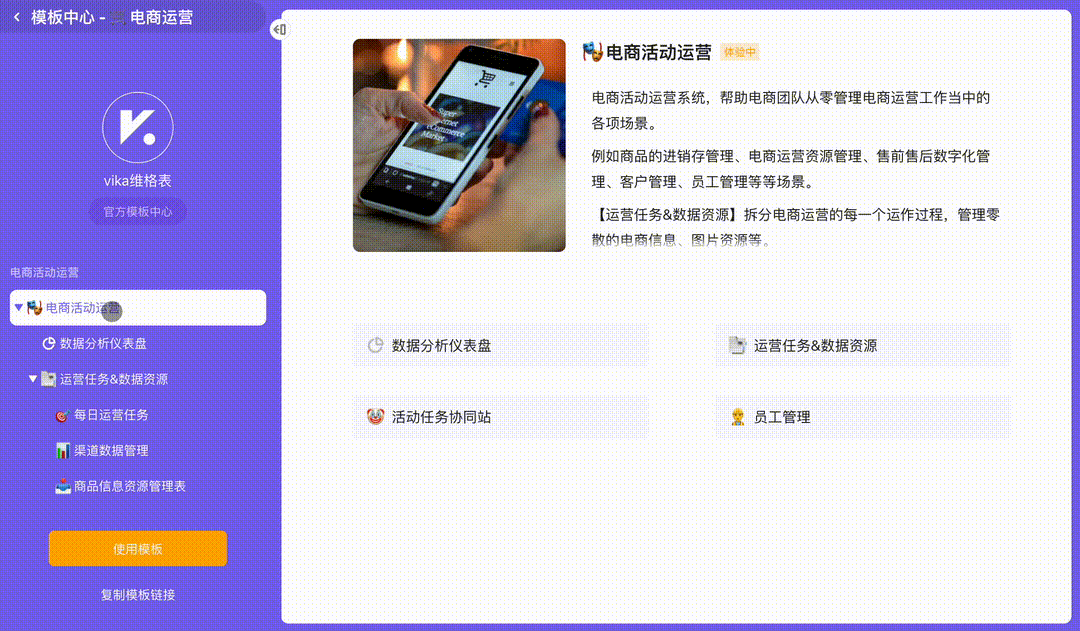 模板中心 - 电商运营
vika维格表
官方模板中心
电商活动运营
电商活动运营
数据分析仪表盘
运营任务&数据资源
每日运营任务
渠道数据管理
商品信息资源管理表
使用模板
复制模板链接
Super
Internet
eCommerce
Market
电商活动运营 体验中
电商活动运营系统，帮助电商团队从零管理电商运营工作当中的
各项场景。
例如商品的进销存管理、电商运营资源管理、售前售后数字化管
理、客户管理、员工管理等等场景。
【运营任务&数据资源】拆分电商运营的每一个运作过程，管理零
散的电商信息、图片资源等。
数据分析仪表盘
运营任务&数据资源
活动任务协同站
员工管理